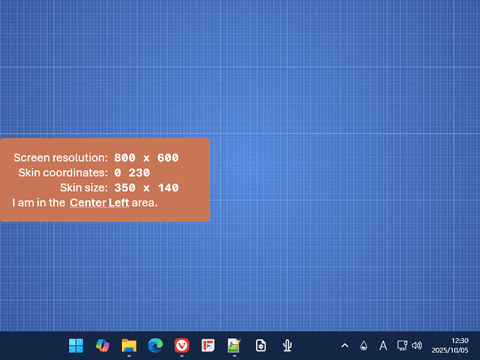 Screen resolution: 800 x 600
Skin coordinates: 0 230
Skin size: 350 x 140
I am in the Center Left area.
A
12:30
2025/10/05